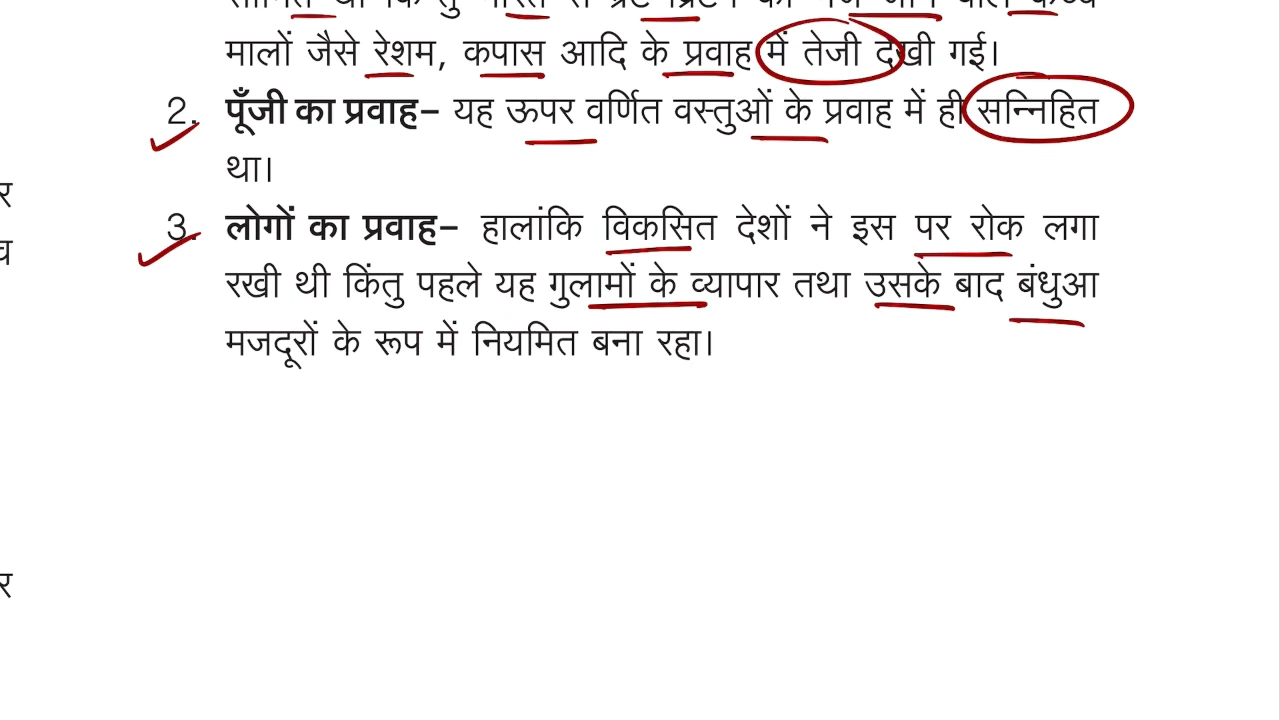 मालों जैसे रेशम, कपास आदि के प्रवाह में तेजी देखी गई।
2. पूँजी का प्रवाह– यह ऊपर वर्णित वस्तुओं के प्रवाह में ही सन्निहित
था।
र
3. लोगों का प्रवाह– हालांकि विकसित देशों ने इस पर रोक लगा
व
रखी थी किंतु पहले यह गुलामों के व्यापार तथा उसके बाद बंधुआ
मजदूरों के रूप में नियमित बना रहा।
र